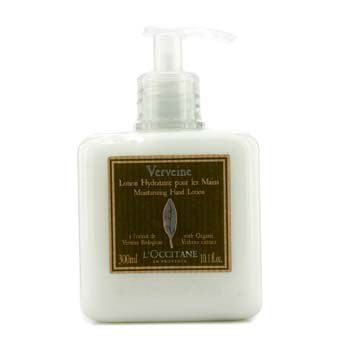 Verveine
Lotion Hydratante pour les Mains
Moisturizing Hand Lotion
à l'extrait de with Organic
Verveine Biologique Verbena extract
300ml L'OCCITANE 10.1 fl.oz.
EN PROVENCE